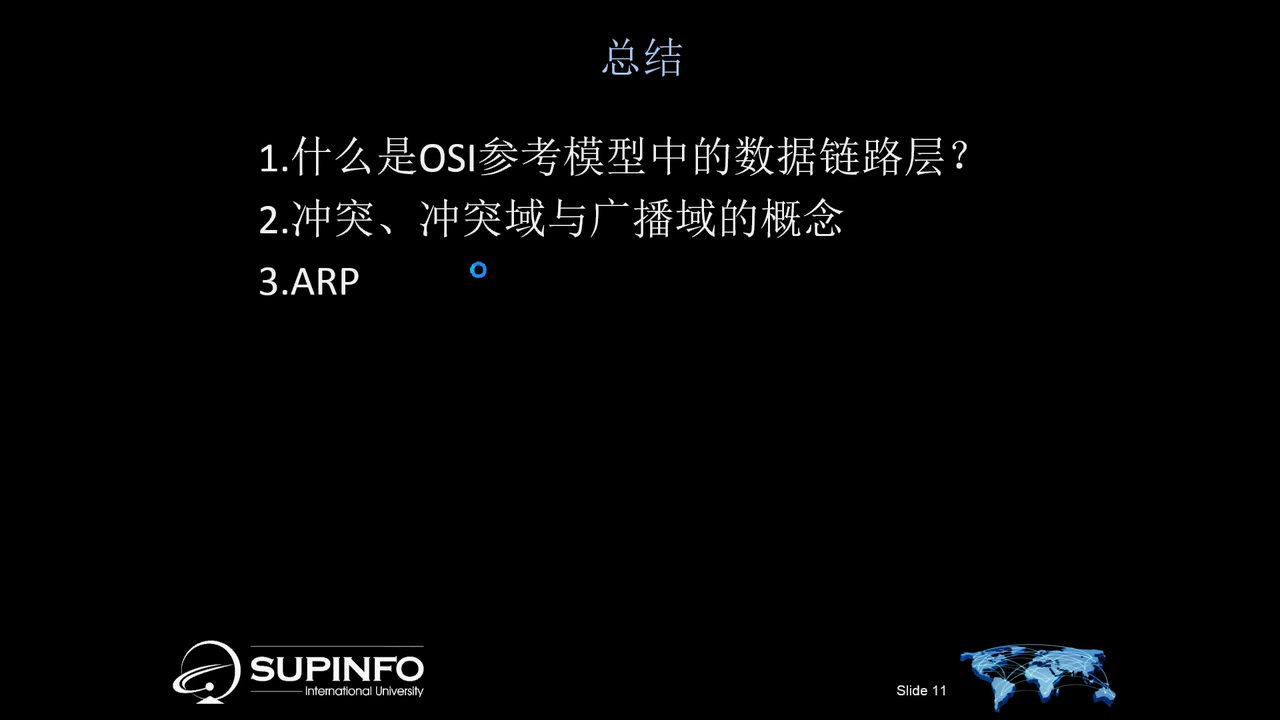 总结
1.什么是OSI参考模型中的数据链路层?
2.冲突、冲突域与广播域的概念
3.ARP
SUPINFO
International University
Slide 11